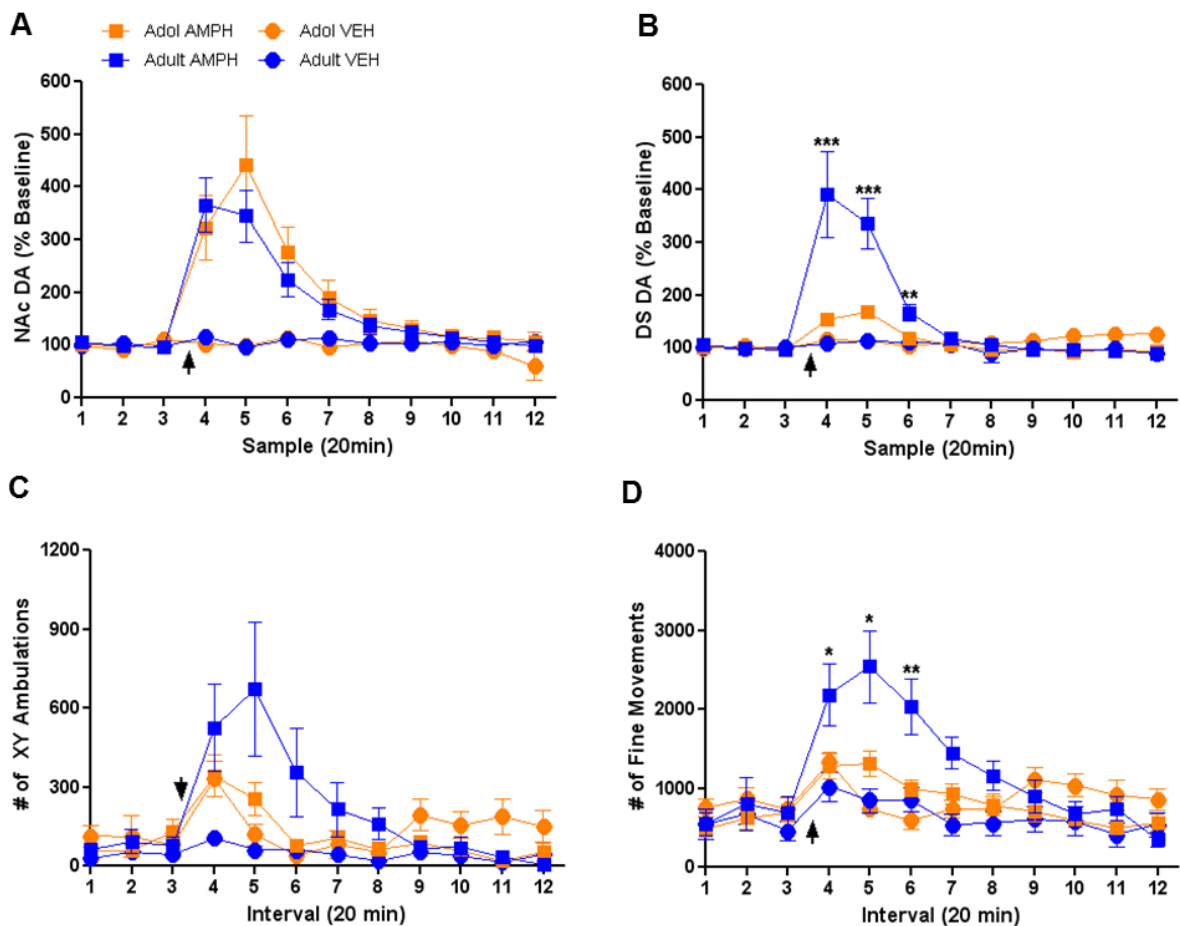 A
Adol AMPH
Adol VEH
Adult AMPH
Adult VEH
NAc DA (% Baseline)
600
500
400
300
200
100
0
1 2 3 4 5 6 7 8 9 10 11 12
Sample (20min)
B
DS DA (% Baseline)
600
500
400
300
200
100
0
***
***
**
1 2 3 4 5 6 7 8 9 10 11 12
Sample (20min)
C
# of XY Ambulations
1200
900
600
300
0
1 2 3 4 5 6 7 8 9 10 11 12
Interval (20 min)
D
# of Fine Movements
4000
3000
2000
1000
0
*
*
**
1 2 3 4 5 6 7 8 9 10 11 12
Interval (20 min)